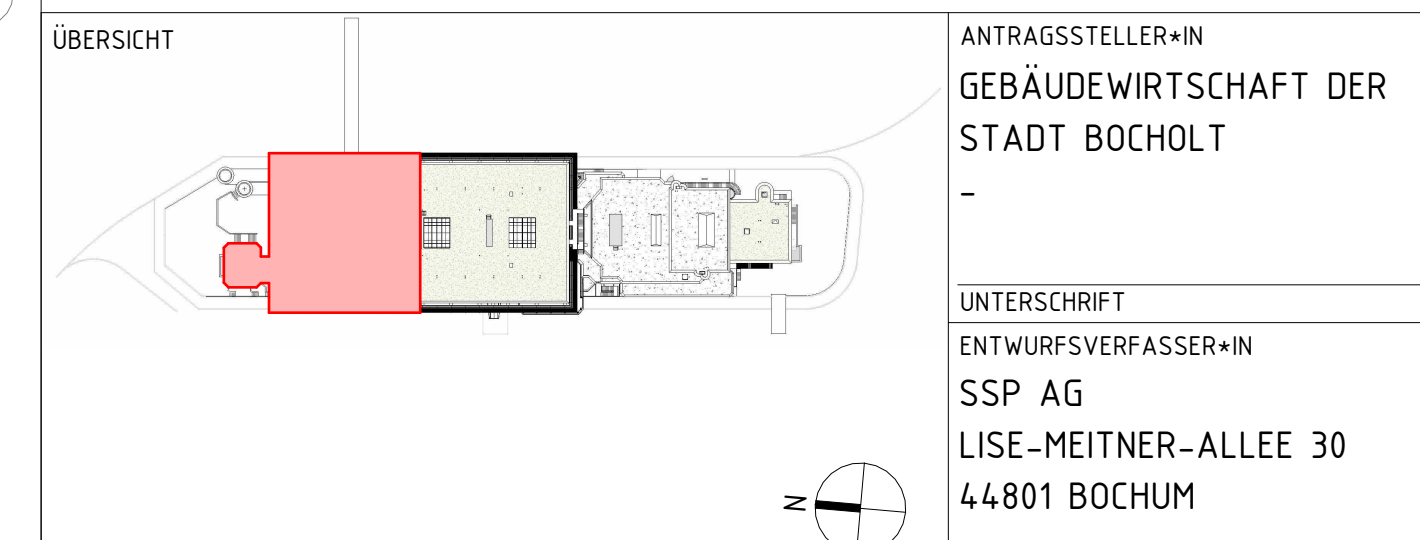 ÜBERSICHT
N
ANTRAGSSTELLER*IN
GEBÄUDEWIRTSCHAFT DER
STADT BOCHOLT
-
UNTERSCHRIFT
ENTWURFSVERFASSER*IN
SSP AG
LISE-MEITNER-ALLEE 30
44801 BOCHUM